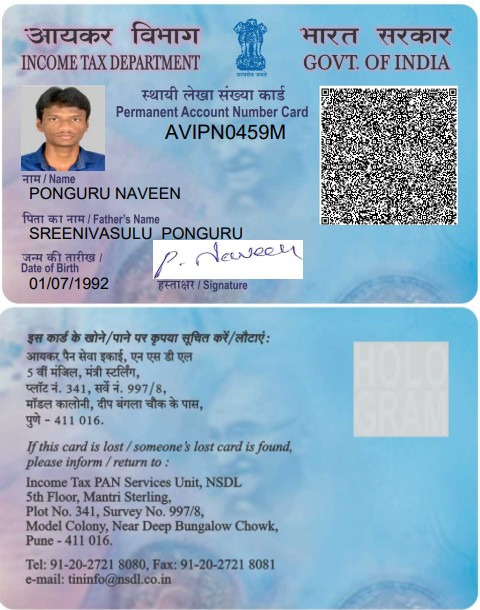 आयकर विभाग
INCOME TAX DEPARTMENT
सत्यमेव जयते
भारत सरकार
GOVT. OF INDIA
स्थायी लेखा संख्या कार्ड
Permanent Account Number Card
AVIPN0459M
नाम / Name
PONGURU NAVEEN
पिता का नाम / Father's Name
SREENIVASULU PONGURU
जन्म की तारीख /
Date of Birth
01/07/1992
P. Naveen
हस्ताक्षर / Signature
इस कार्ड के खोने/पाने पर कृपया सूचित करें/लौटाएं :
आयकर पैन सेवा इकाई, एन एस डी एल
5 वीं मंजिल, मंत्री स्टर्लिंग,
प्लॉट नं. 341, सर्वे नं. 997/8,
मॉडल कालोनी, दीप बंगला चौक के पास,
पुणे - 411 016.
HOLO
GRAM
If this card is lost / someone's lost card is found,
please inform / return to :
Income Tax PAN Services Unit, NSDL
5th Floor, Mantri Sterling,
Plot No. 341, Survey No. 997/8,
Model Colony, Near Deep Bungalow Chowk,
Pune - 411 016.
Tel: 91-20-2721 8080, Fax: 91-20-2721 8081
e-mail: tininfo@nsdl.co.in